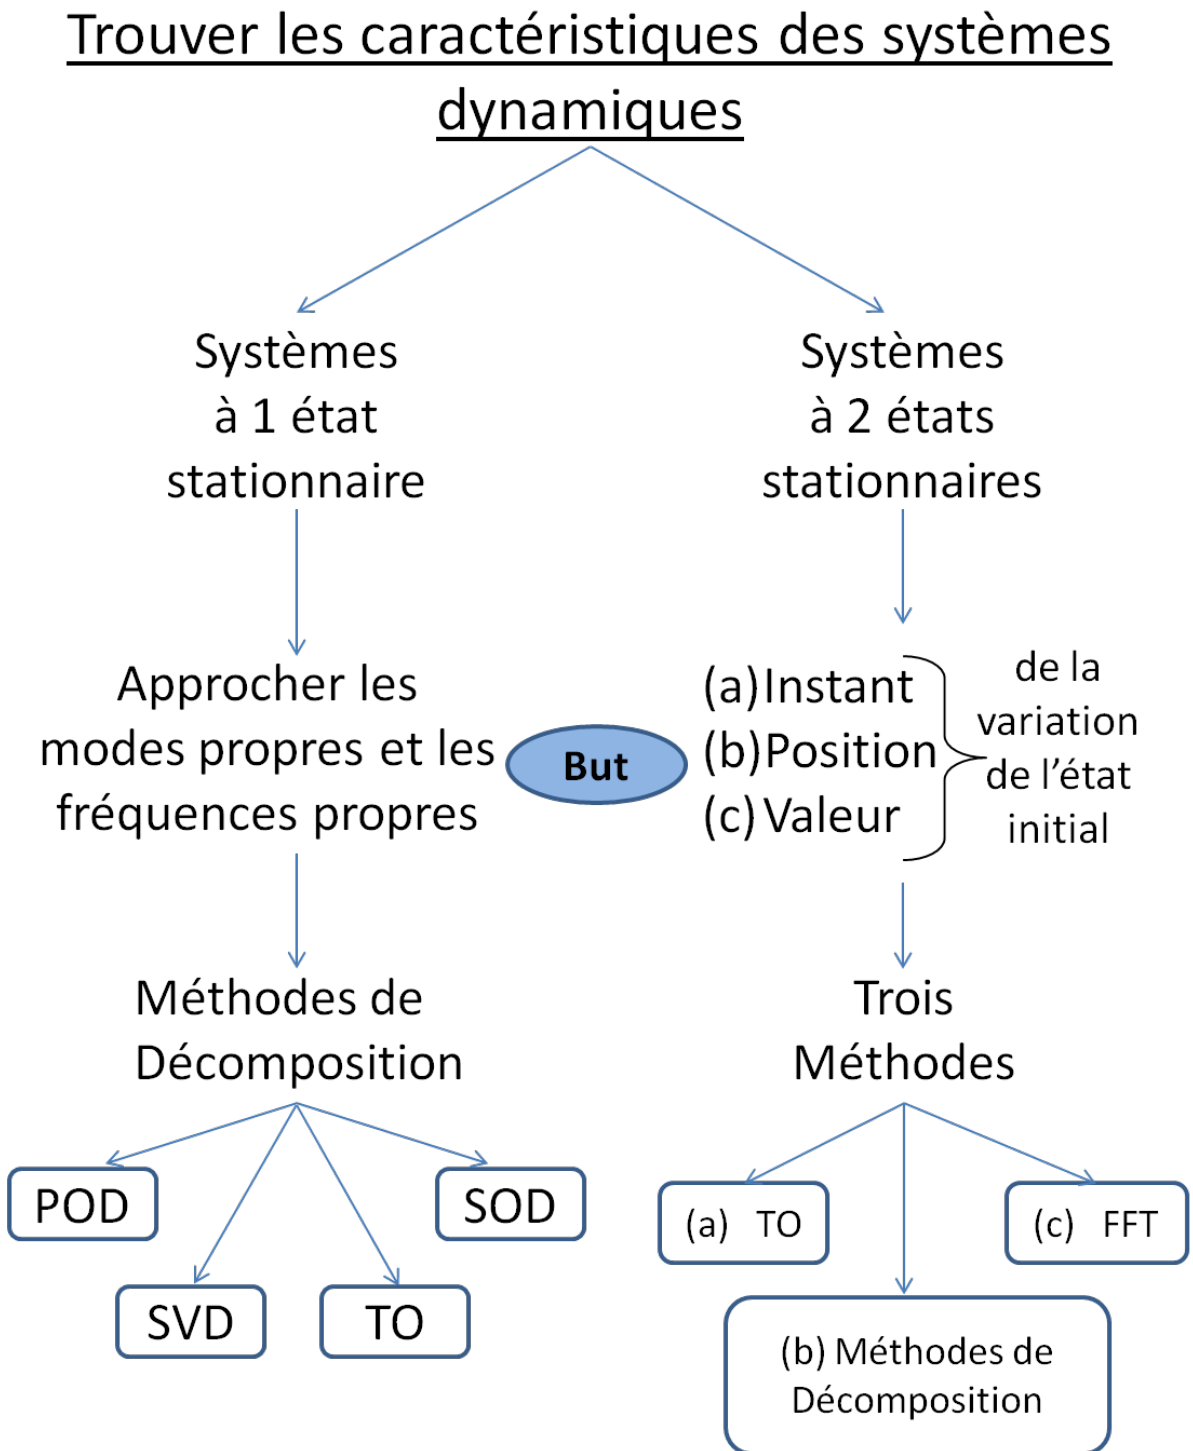 Trouver les caractéristiques des systèmes
dynamiques
Systèmes
à 1 état
stationnaire
Systèmes
à 2 états
stationnaires
Approcher les
modes propres et les
fréquences propres
But
(a) Instant
(b) Position
(c) Valeur
de la
variation
de l’état
initial
Méthodes de
Décomposition
Trois
Méthodes
POD
SOD
SVD
TO
(a) TO
(c) FFT
(b) Méthodes de
Décomposition